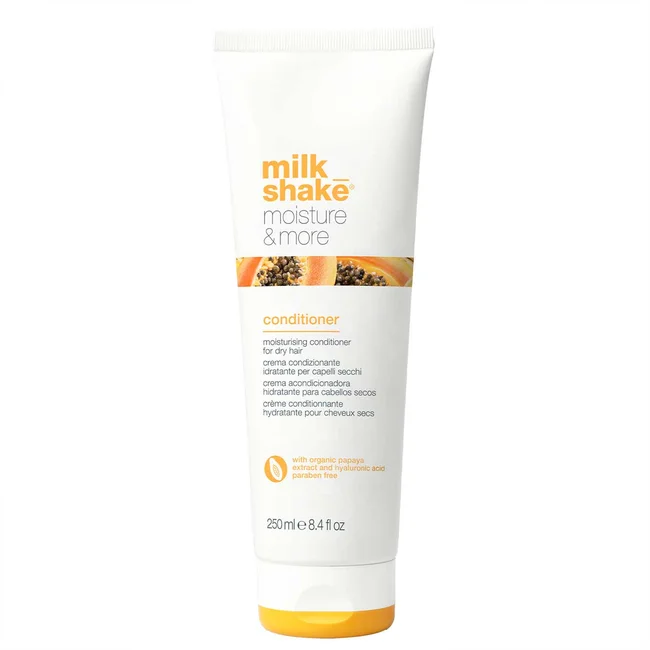 milk_
shake®
moisture
& more
conditioner
moisturising conditioner
for dry hair
crema condizionante
idratante per capelli secchi
crema acondicionadora
hidratante para cabellos secos
crème conditionnante
hydratante pour cheveux secs
with organic papaya
extract and hyaluronic acid
paraben free
250 ml ℮ 8.4 fl oz